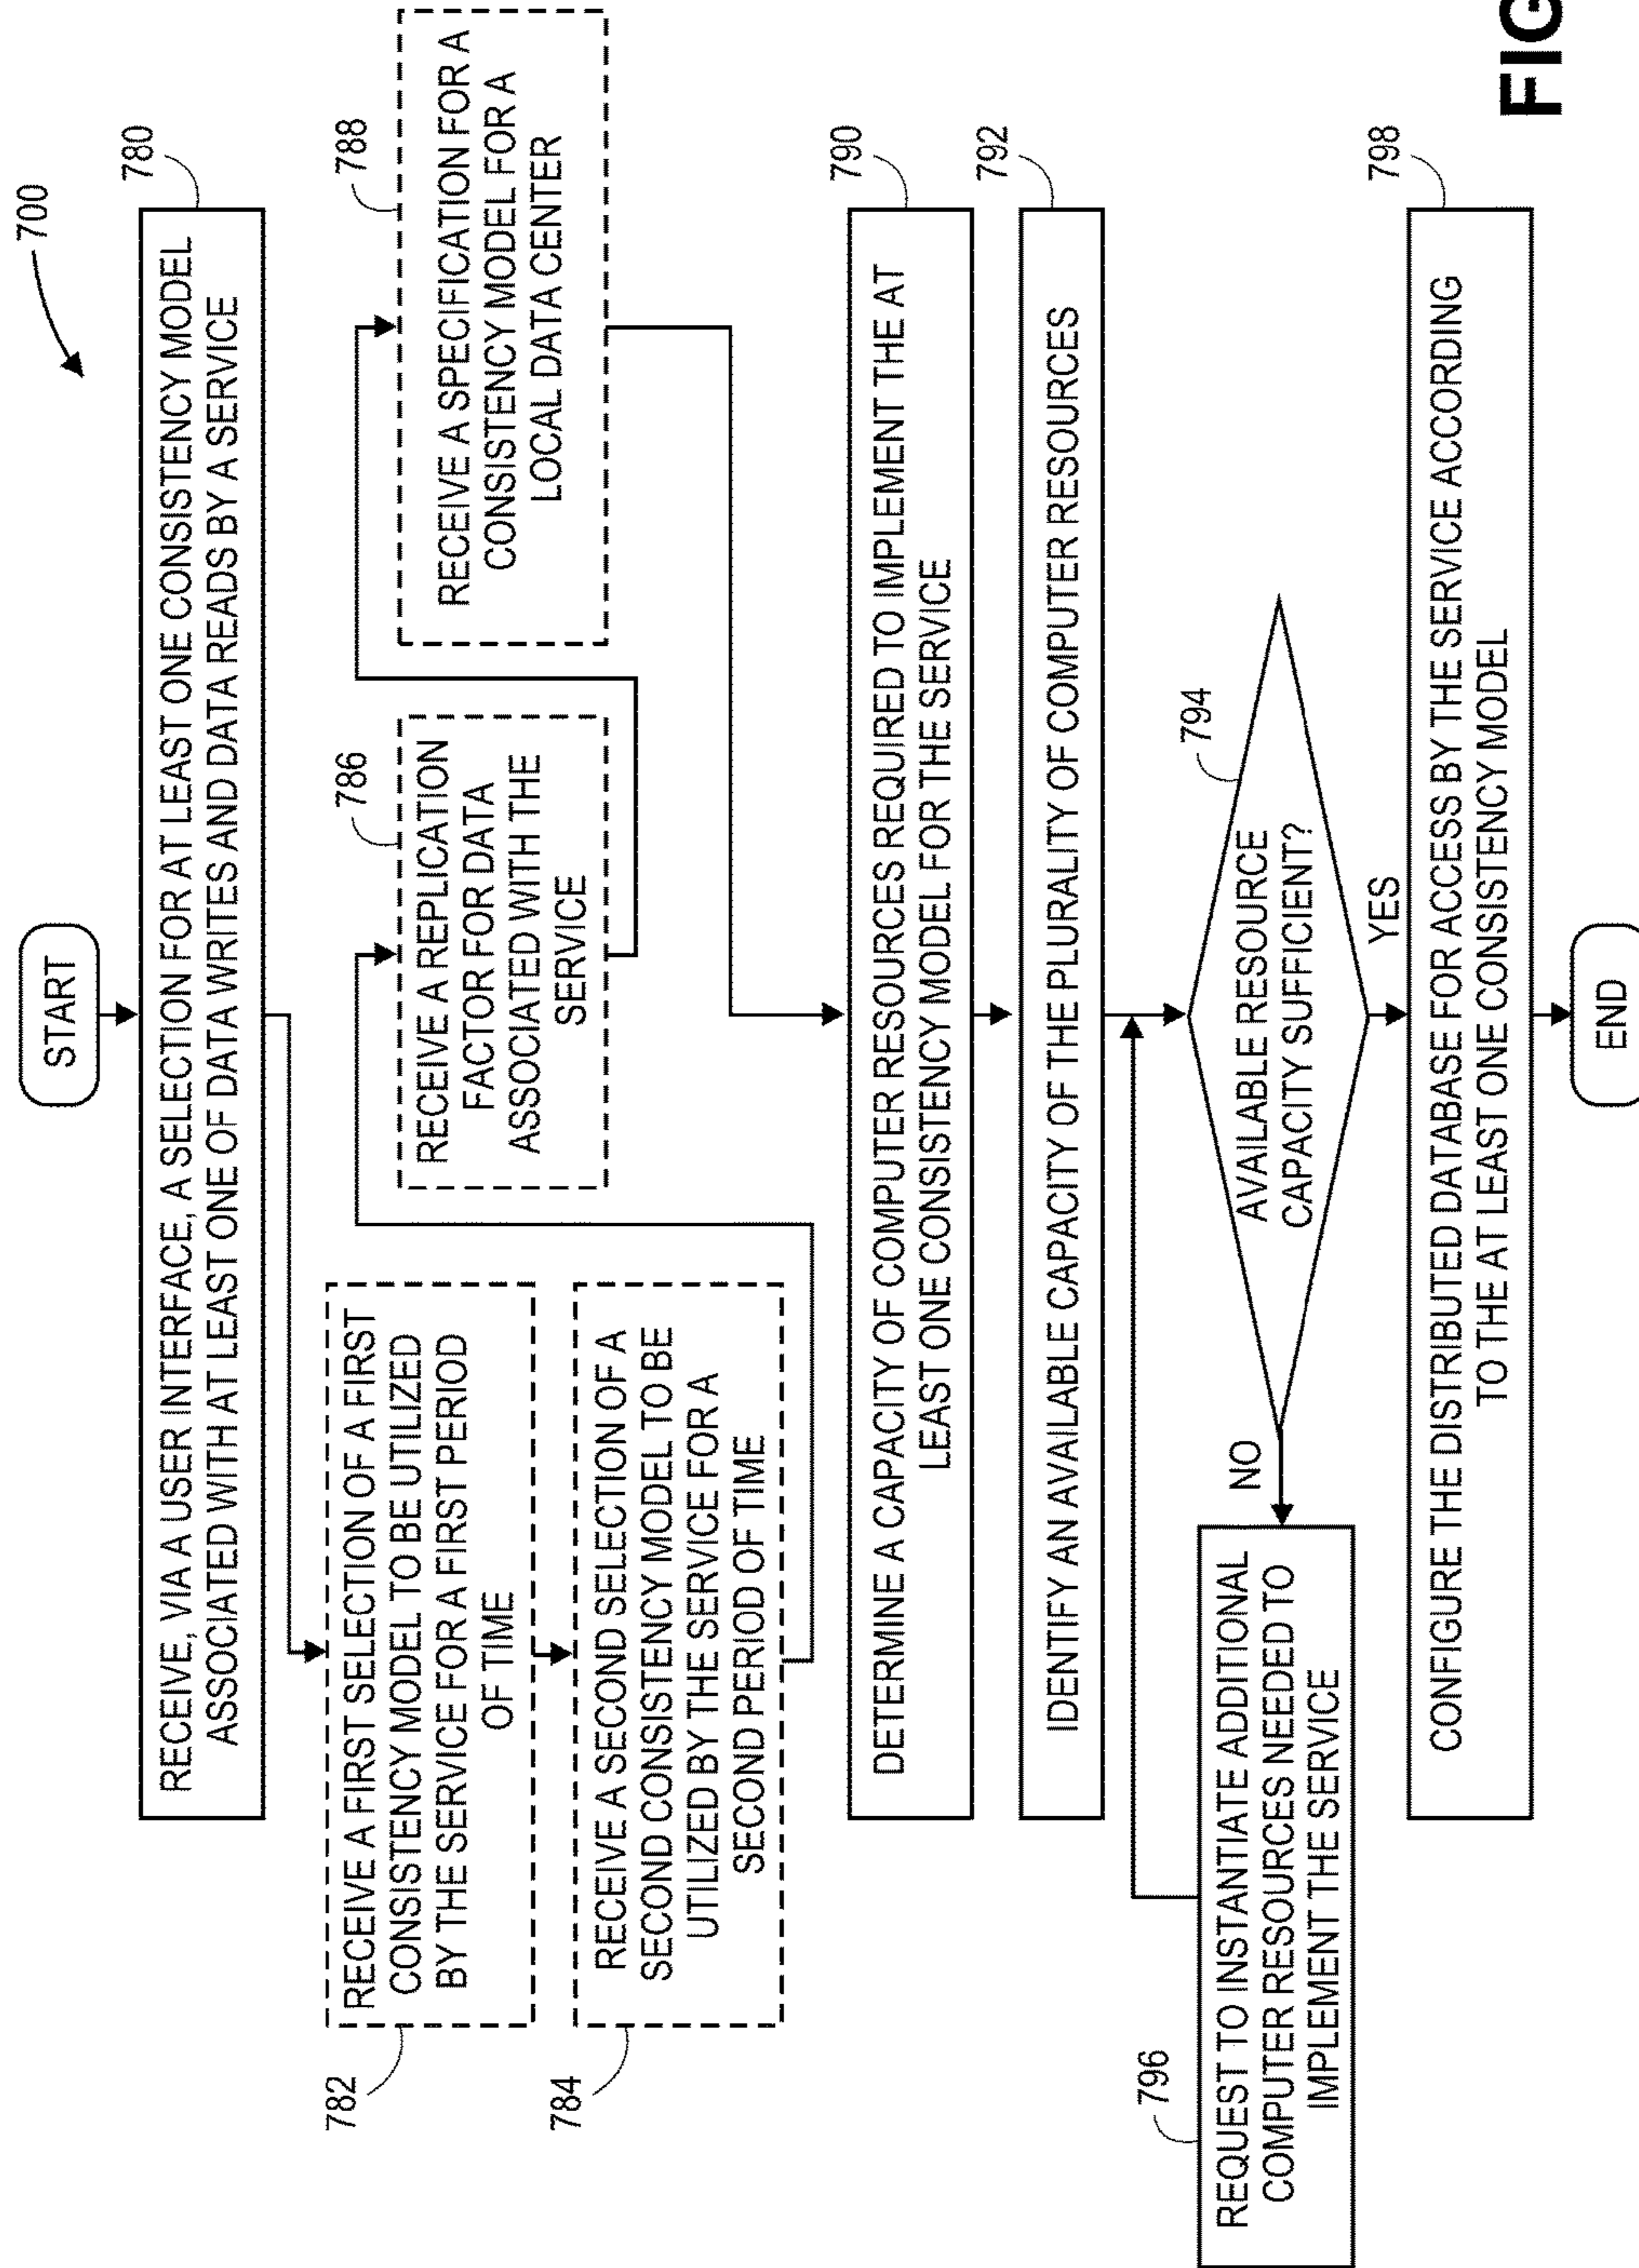 700
START
780
RECEIVE, VIA A USER INTERFACE, A SELECTION FOR AT LEAST ONE CONSISTENCY MODEL
ASSOCIATED WITH AT LEAST ONE OF DATA WRITES AND DATA READS BY A SERVICE
782
RECEIVE A FIRST SELECTION OF A FIRST
CONSISTENCY MODEL TO BE UTILIZED
BY THE SERVICE FOR A FIRST PERIOD
OF TIME
784
RECEIVE A SECOND SELECTION OF A
SECOND CONSISTENCY MODEL TO BE
UTILIZED BY THE SERVICE FOR A
SECOND PERIOD OF TIME
786
RECEIVE A REPLICATION
FACTOR FOR DATA
ASSOCIATED WITH THE
SERVICE
788
RECEIVE A SPECIFICATION FOR A
CONSISTENCY MODEL FOR A
LOCAL DATA CENTER
790
DETERMINE A CAPACITY OF COMPUTER RESOURCES REQUIRED TO IMPLEMENT THE AT
LEAST ONE CONSISTENCY MODEL FOR THE SERVICE
792
IDENTIFY AN AVAILABLE CAPACITY OF THE PLURALITY OF COMPUTER RESOURCES
794
AVAILABLE RESOURCE
CAPACITY SUFFICIENT?
NO
YES
796
REQUEST TO INSTANTIATE ADDITIONAL
COMPUTER RESOURCES NEEDED TO
IMPLEMENT THE SERVICE
798
CONFIGURE THE DISTRIBUTED DATABASE FOR ACCESS BY THE SERVICE ACCORDING
TO THE AT LEAST ONE CONSISTENCY MODEL
END